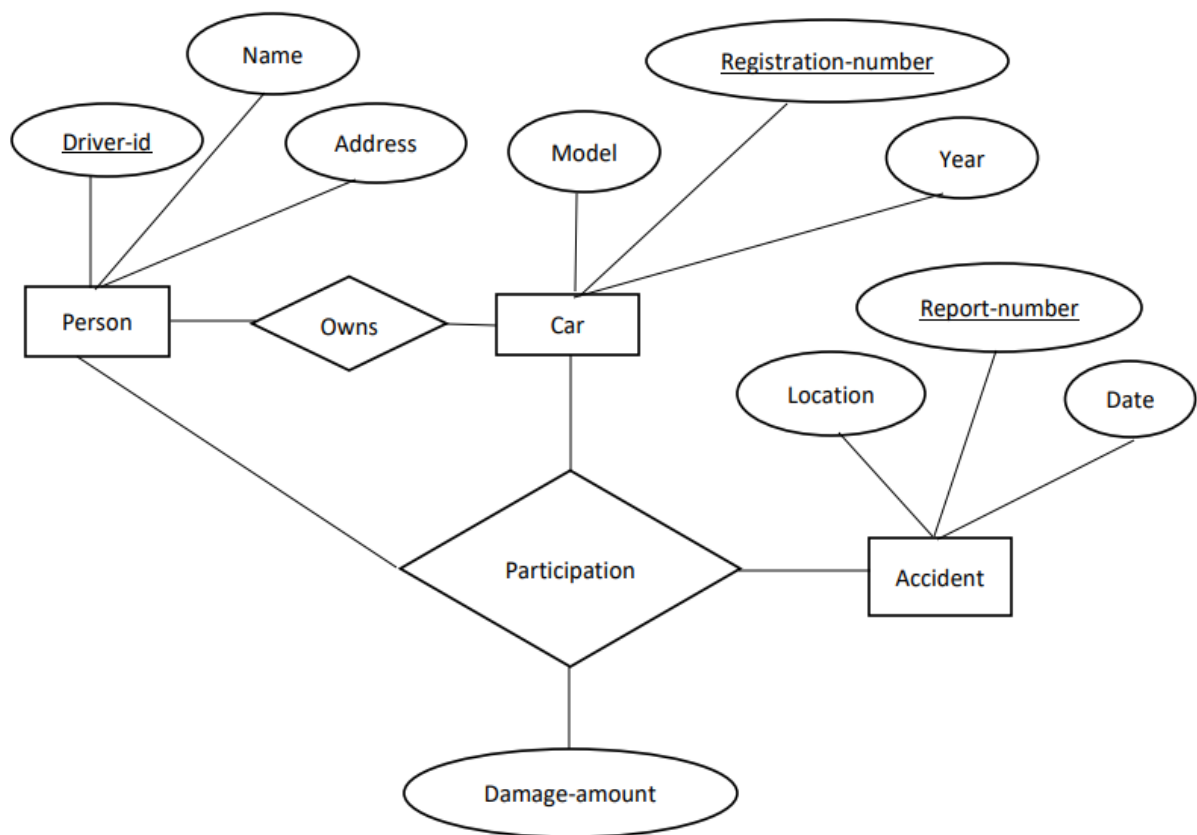 Name
Registration-number
Driver-id
Address
Model
Year
Report-number
Person
Owns
Car
Location
Date
Participation
Accident
Damage-amount